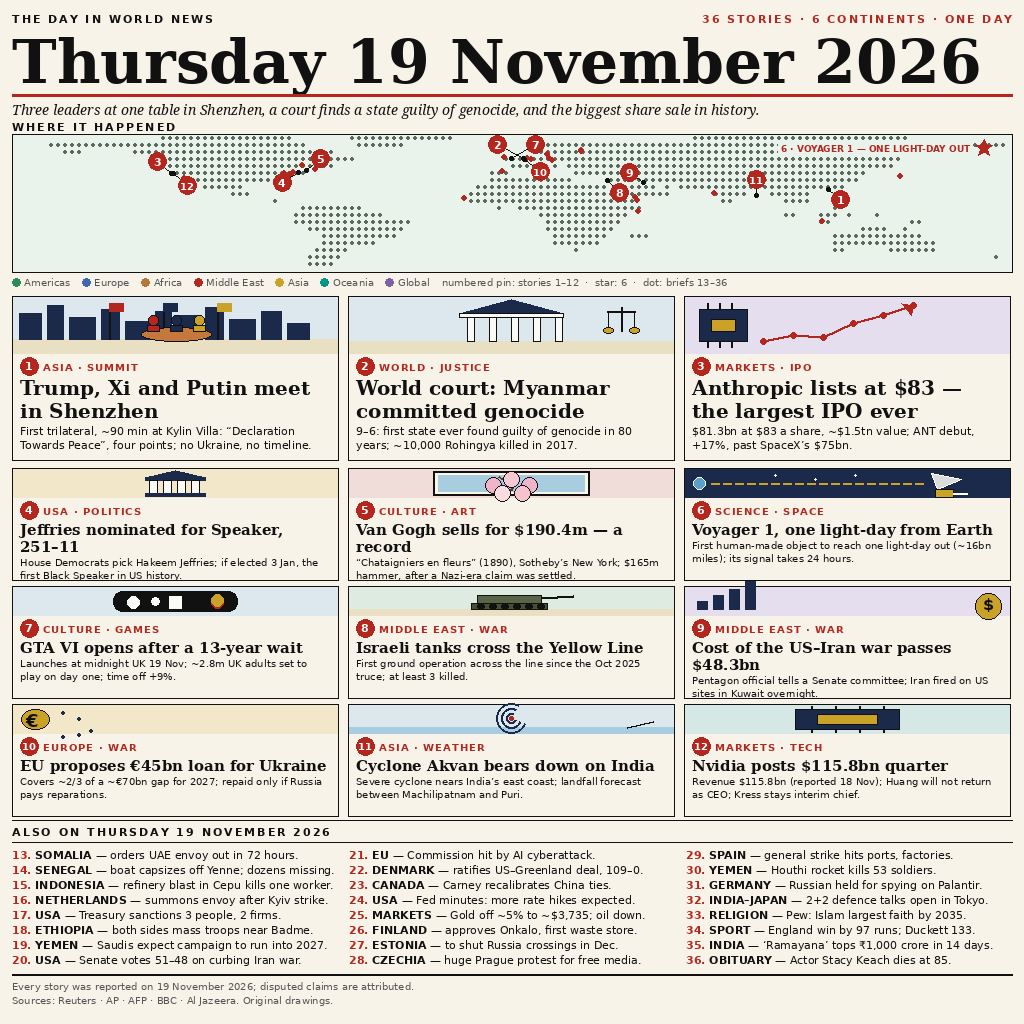 THE DAY IN WORLD NEWS
36 STORIES · 6 CONTINENTS · ONE DAY
Thursday 19 November 2026
Three leaders at one table in Shenzhen, a court finds a state guilty of genocide, and the biggest share sale in history.
WHERE IT HAPPENED
2
7
3
5
6 · VOYAGER 1 — ONE LIGHT-DAY OUT
12
4
10
9
8
11
1
Americas Europe Africa Middle East Asia Oceania Global numbered pin: stories 1–12 · star: 6 · dot: briefs 13–36
1 ASIA · SUMMIT
Trump, Xi and Putin meet
in Shenzhen
First trilateral, ~90 min at Kylin Villa: “Declaration
Towards Peace”, four points; no Ukraine, no timeline.
2 WORLD · JUSTICE
World court: Myanmar
committed genocide
9–6: first state ever found guilty of genocide in 80
years; ~10,000 Rohingya killed in 2017.
3 MARKETS · IPO
Anthropic lists at $83 —
the largest IPO ever
$81.3bn at $83 a share, ~$1.5tn value; ANT debut,
+17%, past SpaceX’s $75bn.
4 USA · POLITICS
Jeffries nominated for Speaker,
251–11
House Democrats pick Hakeem Jeffries; if elected 3 Jan, the
first Black Speaker in US history.
5 CULTURE · ART
Van Gogh sells for $190.4m — a
record
“Chataigniers en fleurs” (1890), Sotheby’s New York; $165m
hammer, after a Nazi-era claim was settled.
6 SCIENCE · SPACE
Voyager 1, one light-day from Earth
First human-made object to reach one light-day out (~16bn
miles); its signal takes 24 hours.
7 CULTURE · GAMES
GTA VI opens after a 13-year wait
Launches at midnight UK 19 Nov; ~2.8m UK adults set to
play on day one; time off +9%.
8 MIDDLE EAST · WAR
Israeli tanks cross the Yellow Line
First ground operation across the line since the Oct 2025
truce; at least 3 killed.
$
9 MIDDLE EAST · WAR
Cost of the US–Iran war passes
$48.3bn
Pentagon official tells a Senate committee; Iran fired on US
sites in Kuwait overnight.
€
10 EUROPE · WAR
EU proposes €45bn loan for Ukraine
Covers ~2/3 of a ~€70bn gap for 2027; repaid only if Russia
pays reparations.
11 ASIA · WEATHER
Cyclone Akvan bears down on India
Severe cyclone nears India’s east coast; landfall forecast
between Machilipatnam and Puri.
12 MARKETS · TECH
Nvidia posts $115.8bn quarter
Revenue $115.8bn (reported 18 Nov); Huang will not return
as CEO; Kress stays interim chief.
ALSO ON THURSDAY 19 NOVEMBER 2026
13. SOMALIA — orders UAE envoy out in 72 hours.
14. SENEGAL — boat capsizes off Yenne; dozens missing.
15. INDONESIA — refinery blast in Cepu kills one worker.
16. NETHERLANDS — summons envoy after Kyiv strike.
17. USA — Treasury sanctions 3 people, 2 firms.
18. ETHIOPIA — both sides mass troops near Badme.
19. YEMEN — Saudis expect campaign to run into 2027.
20. USA — Senate votes 51–48 on curbing Iran war.
21. EU — Commission hit by AI cyberattack.
22. DENMARK — ratifies US–Greenland deal, 109–0.
23. CANADA — Carney recalibrates China ties.
24. USA — Fed minutes: more rate hikes expected.
25. MARKETS — Gold off ~5% to ~$3,735; oil down.
26. FINLAND — approves Onkalo, first waste store.
27. ESTONIA — to shut Russia crossings in Dec.
28. CZECHIA — huge Prague protest for free media.
29. SPAIN — general strike hits ports, factories.
30. YEMEN — Houthi rocket kills 53 soldiers.
31. GERMANY — Russian held for spying on Palantir.
32. INDIA–JAPAN — 2+2 defence talks open in Tokyo.
33. RELIGION — Pew: Islam largest faith by 2035.
34. SPORT — England win by 97 runs; Duckett 133.
35. INDIA — ‘Ramayana’ tops ₹1,000 crore in 14 days.
36. OBITUARY — Actor Stacy Keach dies at 85.
Every story was reported on 19 November 2026; disputed claims are attributed.
Sources: Reuters · AP · AFP · BBC · Al Jazeera. Original drawings.